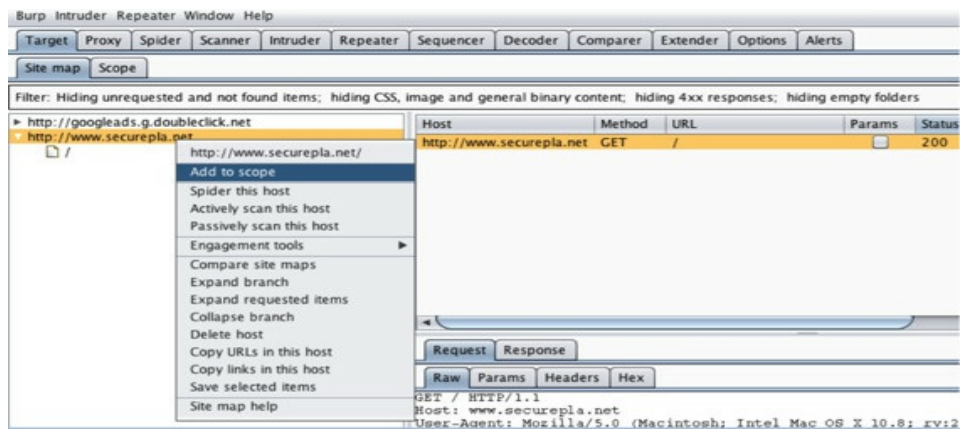 Burp Intruder Repeater Window Help
Target Proxy Spider Scanner Intruder Repeater Sequencer Decoder Comparer Extender Options Alerts
Site map Scope
Filter: Hiding unrequested and not found items; hiding CSS, image and general binary content; hiding 4xx responses; hiding empty folders
http://googleads.g.doubleclick.net
http://www.securepla.net
/
http://www.securepla.net/
Add to scope
Spider this host
Actively scan this host
Passively scan this host
Engagement tools
Compare site maps
Expand branch
Expand requested items
Collapse branch
Delete host
Copy URLs in this host
Copy links in this host
Save selected items
Site map help
Host Method URL Params Status
http://www.securepla.net GET / 200
Request Response
Raw Params Headers Hex
GET / HTTP/1.1
Host: www.securepla.net
User-Agent: Mozilla/5.0 (Macintosh; Intel Mac OS X 10.8; rv:2